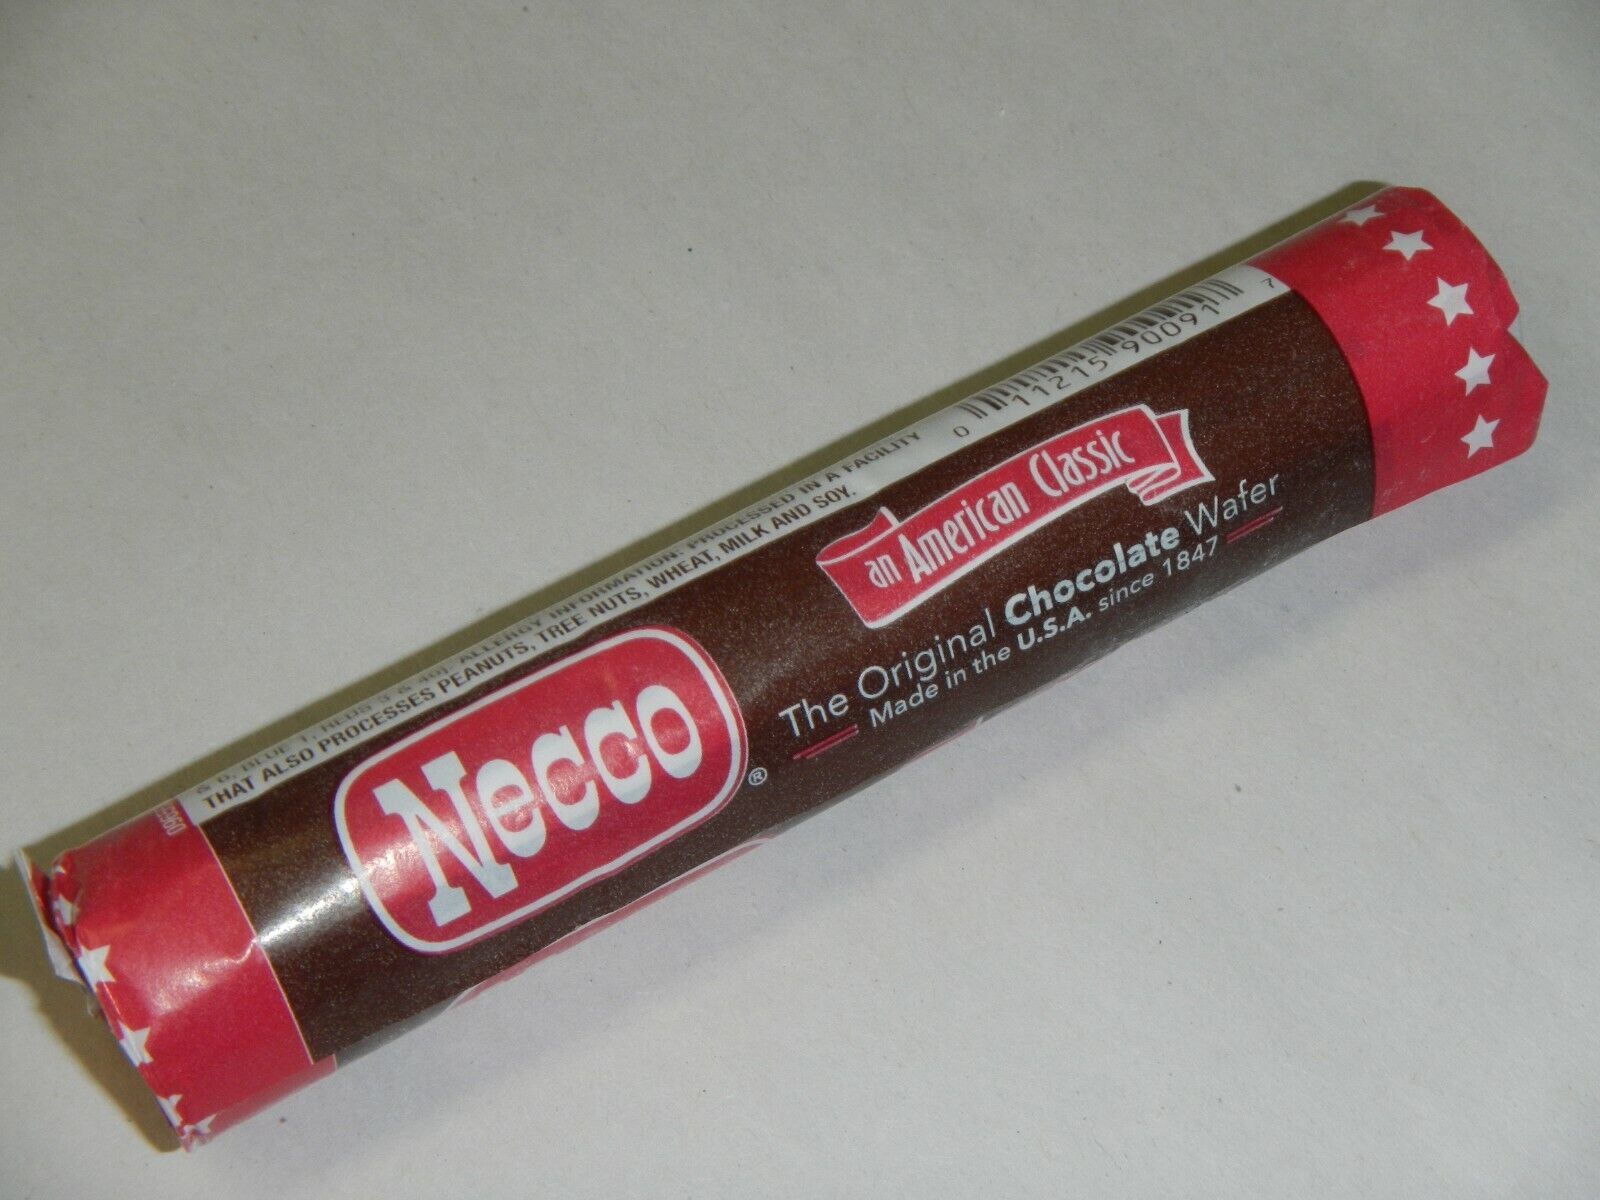 & 6, BLUE 1, REDS 3 & 40). ALLERGY INFORMATION: PROCESSED IN A FACILITY
THAT ALSO PROCESSES PEANUTS, TREE NUTS, WHEAT, MILK AND SOY.
0 11215 90091 7
an American Classic
The Original Chocolate Wafer
Made in the U.S.A. since 1847
Necco®